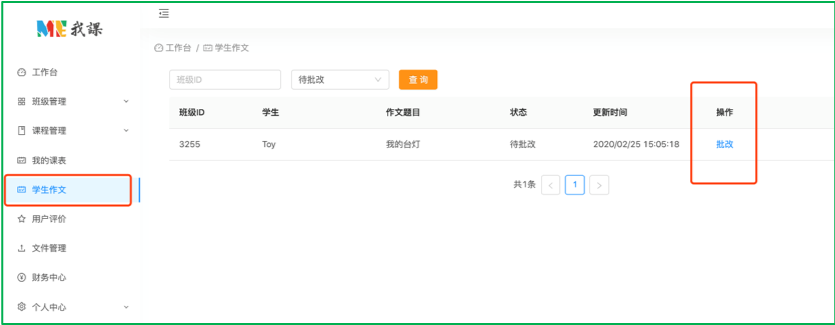 ME我課
工作台
班级管理
课程管理
我的课表
学生作文
用户评价
文件管理
财务中心
个人中心
工作台 / 学生作文
班级ID 待批改 查询
班级ID 学生 作文题目 状态 更新时间 操作
3255 Toy 我的台灯 待批改 2020/02/25 15:05:18 批改
共1条 < 1 >